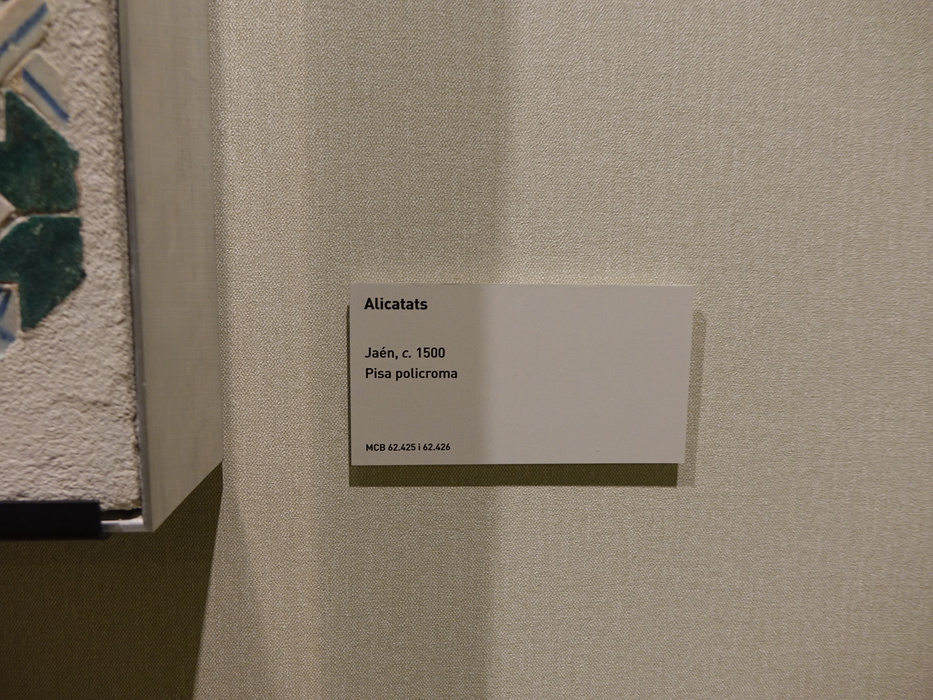 Alicatats
Jaén, c. 1500
Pisa policroma
MCB 62.425 i 62.426